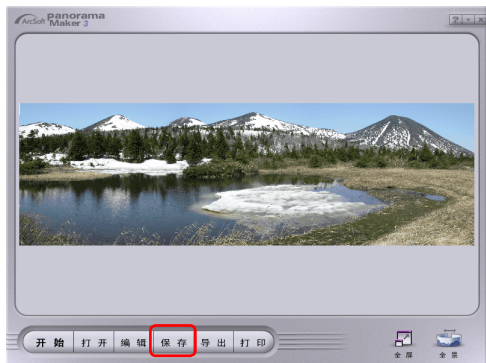 ArcSoft panorama
Maker 3
? - x
开始 打开 编辑 保存 导出 打印
全屏 全景